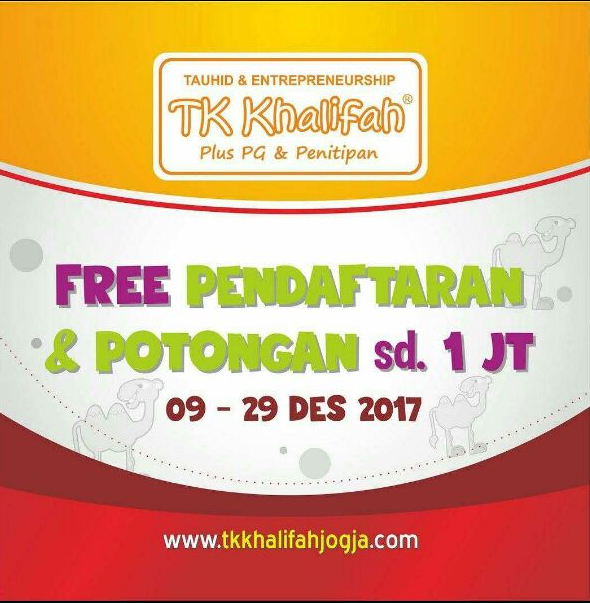 TAUHID & ENTREPRENEURSHIP
TK Khalifah®
Plus PG & Penitipan
FREE PENDAFTARAN
& POTONGAN sd. 1 JT
09 - 29 DES 2017
www.tkkhalifahjogja.com